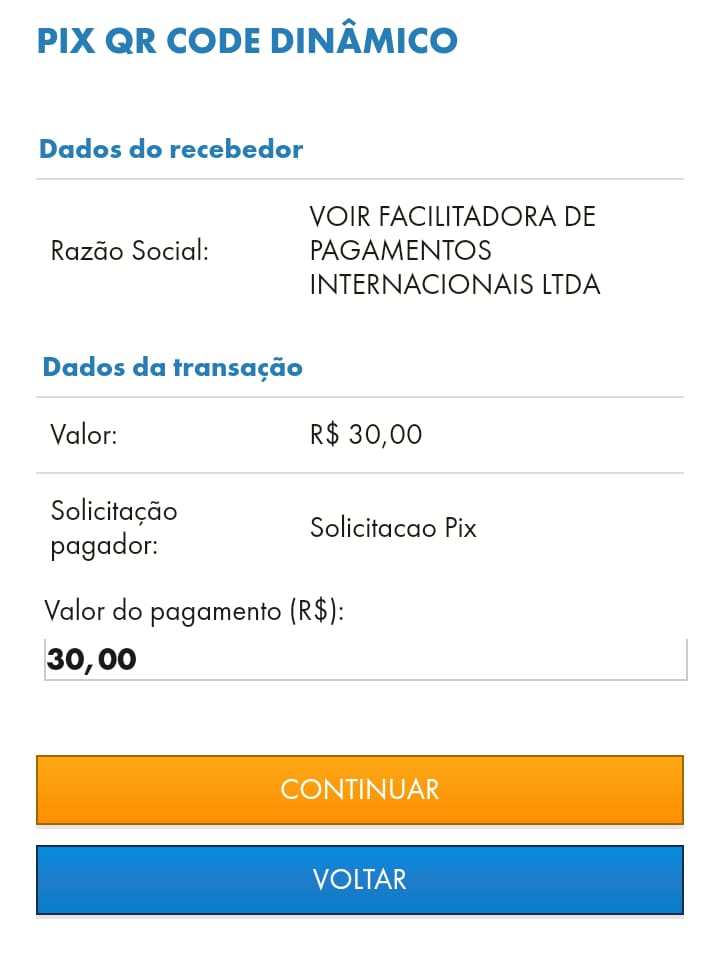 PIX QR CODE DINÂMICO
Dados do recebedor
Razão Social:
VOIR FACILITADORA DE
PAGAMENTOS
INTERNACIONAIS LTDA
Dados da transação
Valor:
R$ 30,00
Solicitação
pagador:
Solicitacao Pix
Valor do pagamento (R$):
30,00
CONTINUAR
VOLTAR